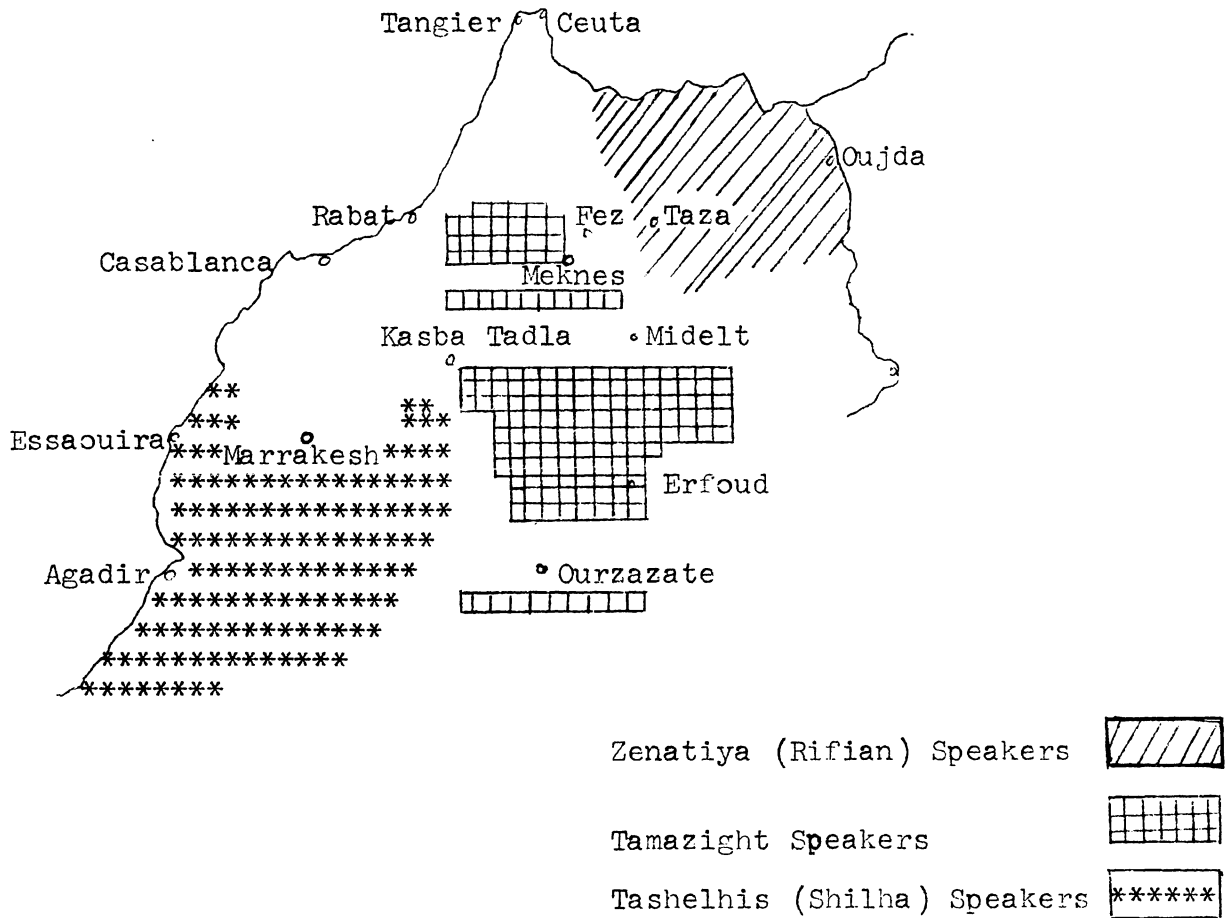 Tangier Ceuta
Oujda
Rabat Fez Taza
Casablanca
Meknes
Kasba Tadla Midelt
Essaouira
Marrakesh
Erfoud
Agadir
Ourzazate
Zenatiya (Rifian) Speakers
Tamazight Speakers
Tashelhis (Shilha) Speakers